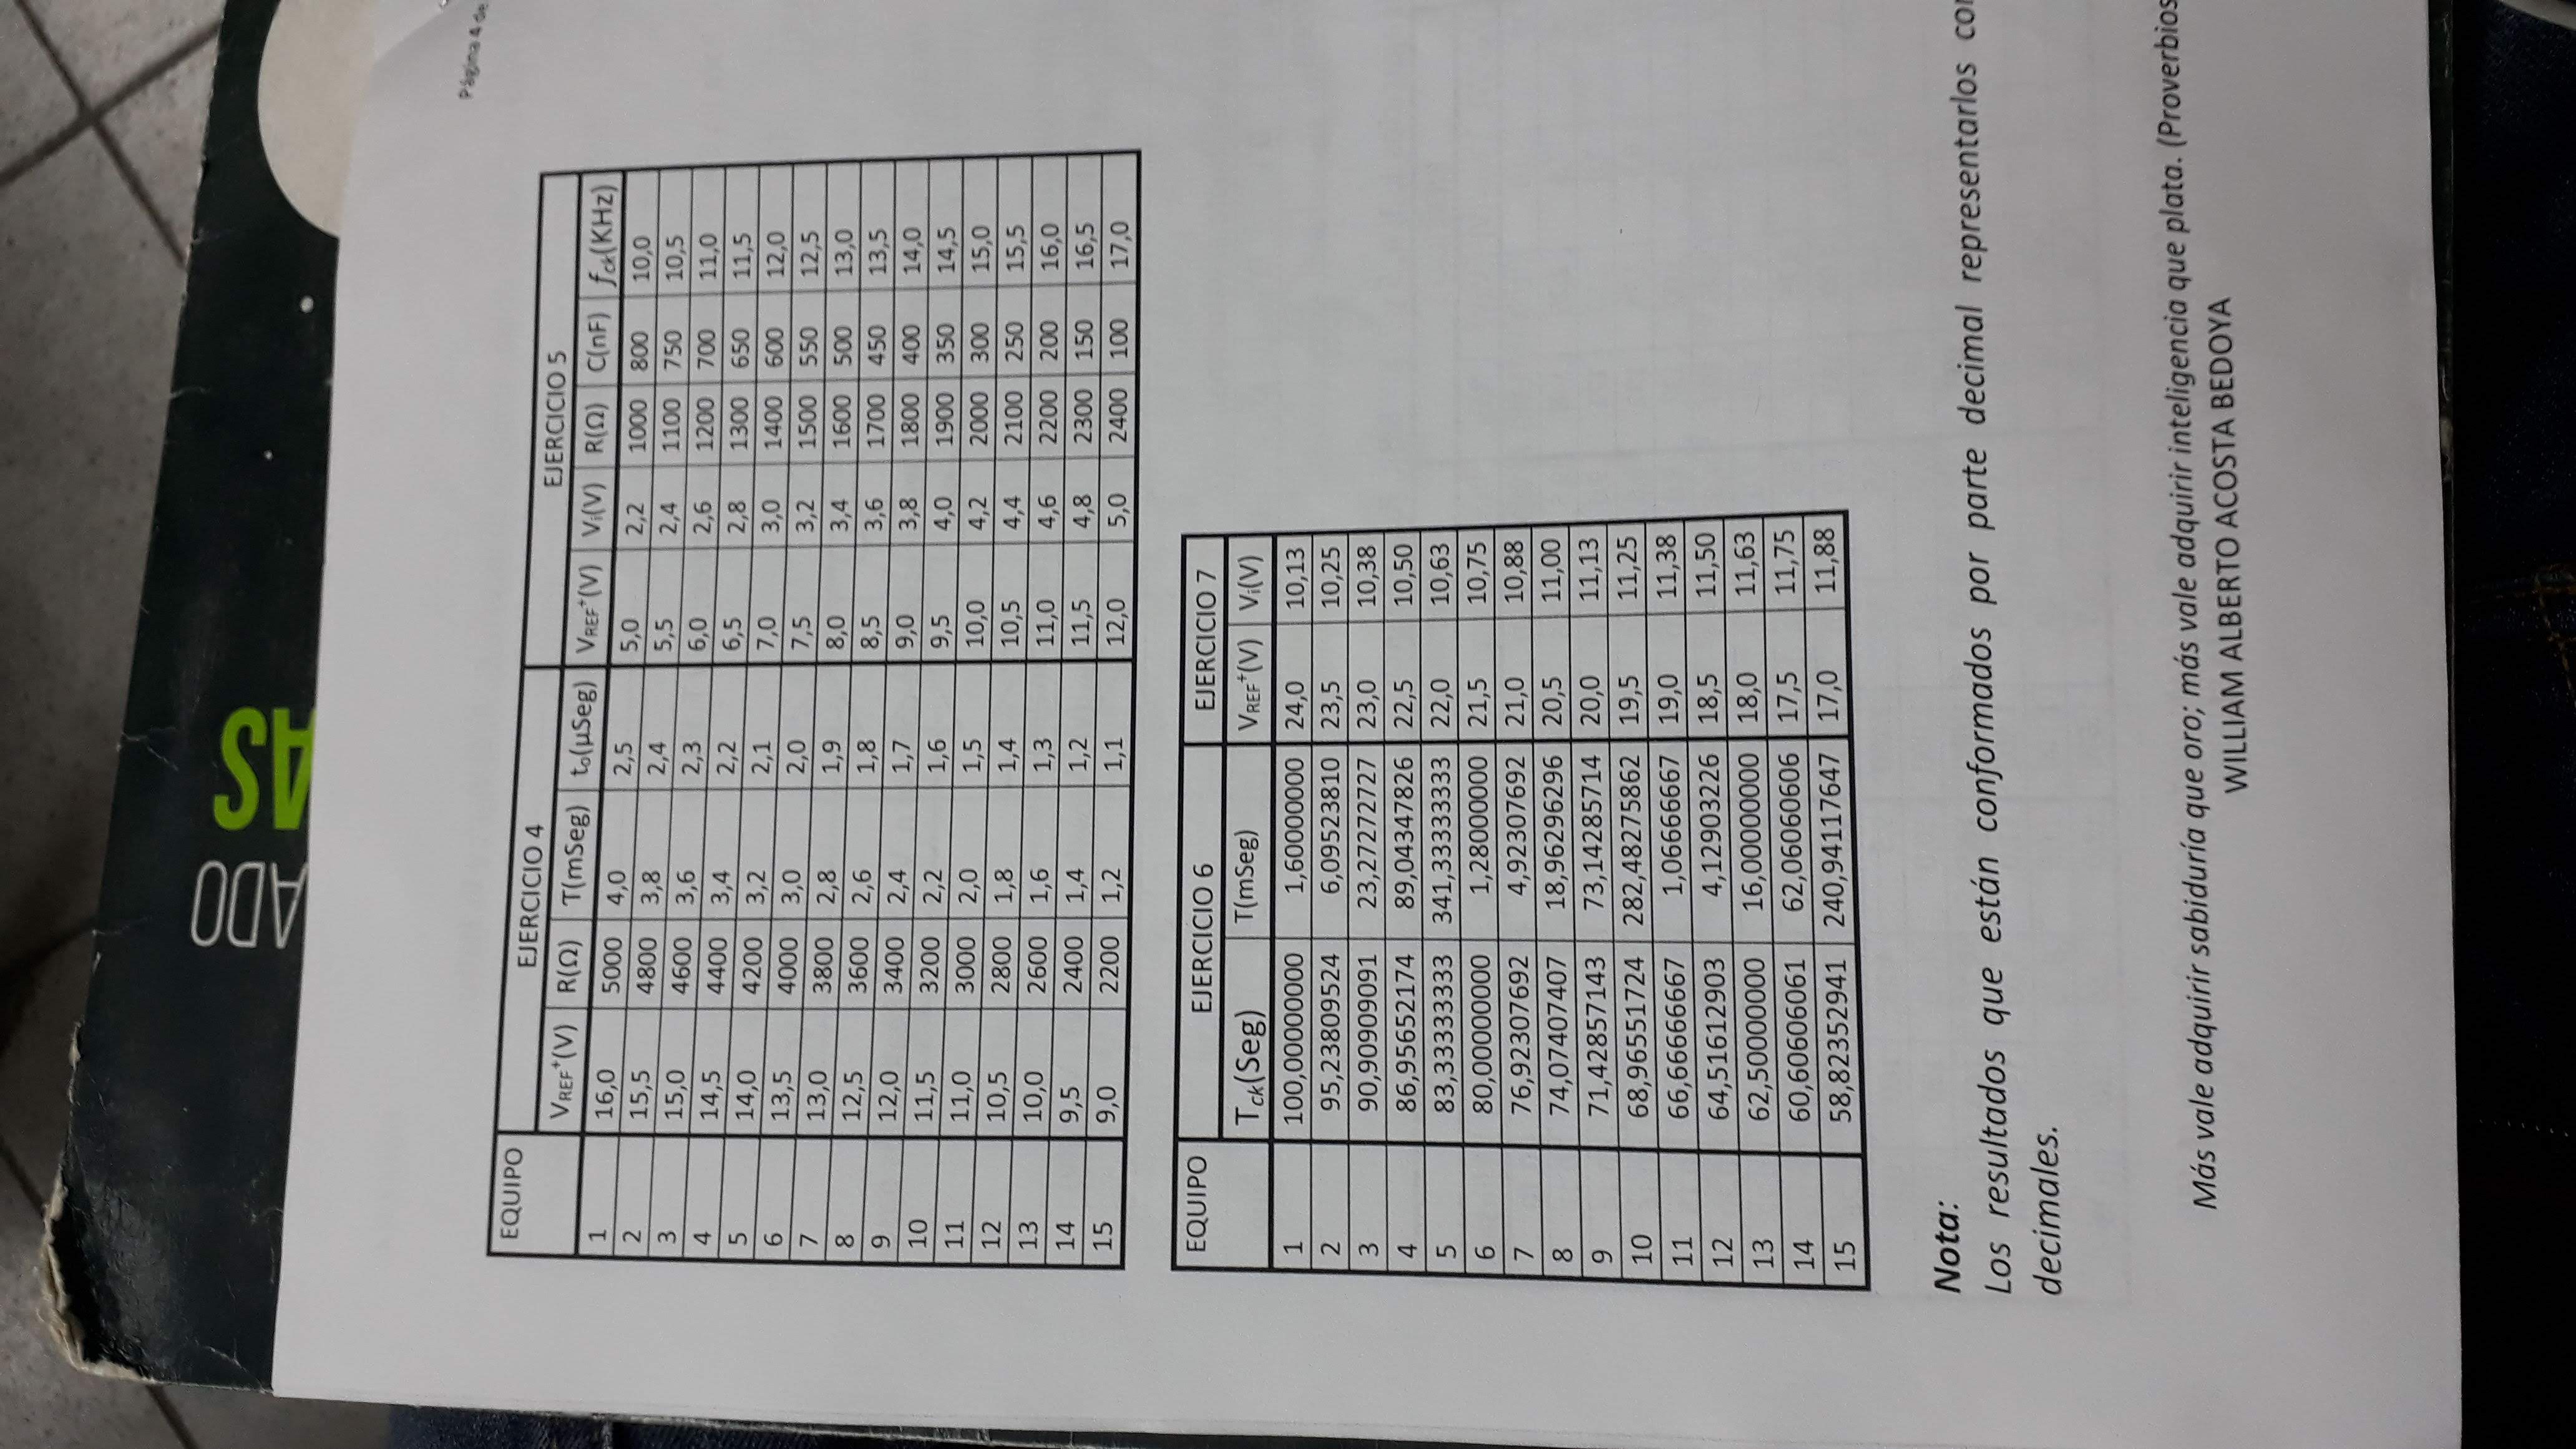 ADO
AS
Página 4 de
EQUIPO EJERCICIO 4 EJERCICIO 5
VREF⁺(V) R(Ω) T(mSeg) to(µSeg) VREF⁺(V) Vi(V) R(Ω) C(nF) fck(KHz)
1 16,0 5000 4,0 2,5 5,0 2,2 1000 800 10,0
2 15,5 4800 3,8 2,4 5,5 2,4 1100 750 10,5
3 15,0 4600 3,6 2,3 6,0 2,6 1200 700 11,0
4 14,5 4400 3,4 2,2 6,5 2,8 1300 650 11,5
5 14,0 4200 3,2 2,1 7,0 3,0 1400 600 12,0
6 13,5 4000 3,0 2,0 7,5 3,2 1500 550 12,5
7 13,0 3800 2,8 1,9 8,0 3,4 1600 500 13,0
8 12,5 3600 2,6 1,8 8,5 3,6 1700 450 13,5
9 12,0 3400 2,4 1,7 9,0 3,8 1800 400 14,0
10 11,5 3200 2,2 1,6 9,5 4,0 1900 350 14,5
11 11,0 3000 2,0 1,5 10,0 4,2 2000 300 15,0
12 10,5 2800 1,8 1,4 10,5 4,4 2100 250 15,5
13 10,0 2600 1,6 1,3 11,0 4,6 2200 200 16,0
14 9,5 2400 1,4 1,2 11,5 4,8 2300 150 16,5
15 9,0 2200 1,2 1,1 12,0 5,0 2400 100 17,0
EQUIPO EJERCICIO 6 EJERCICIO 7
Tck(Seg) T(mSeg) VREF⁺(V) Vi(V)
1 100,00000000 1,60000000 24,0 10,13
2 95,23809524 6,09523810 23,5 10,25
3 90,90909091 23,27272727 23,0 10,38
4 86,95652174 89,04347826 22,5 10,50
5 83,33333333 341,33333333 22,0 10,63
6 80,00000000 1,28000000 21,5 10,75
7 76,92307692 4,92307692 21,0 10,88
8 74,07407407 18,96296296 20,5 11,00
9 71,42857143 73,14285714 20,0 11,13
10 68,96551724 282,48275862 19,5 11,25
11 66,66666667 1,06666667 19,0 11,38
12 64,51612903 4,12903226 18,5 11,50
13 62,50000000 16,00000000 18,0 11,63
14 60,60606061 62,06060606 17,5 11,75
15 58,82352941 240,94117647 17,0 11,88
Nota:
Los resultados que están conformados por parte decimal representarlos con
decimales.
Más vale adquirir sabiduría que oro; más vale adquirir inteligencia que plata. (Proverbios
WILLIAM ALBERTO ACOSTA BEDOYA